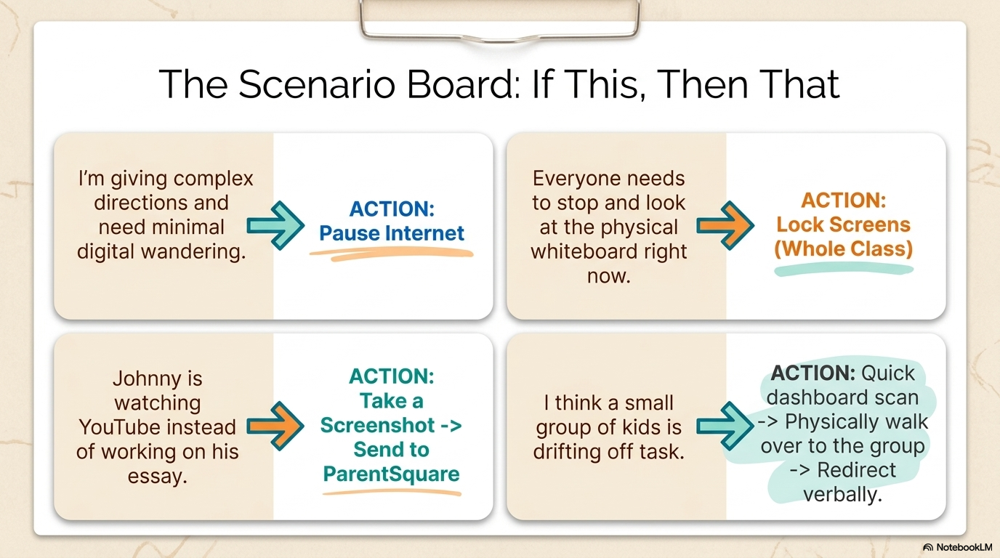 The Scenario Board: If This, Then That
I'm giving complex
directions and
need minimal
digital wandering.
ACTION:
Pause Internet
Everyone needs
to stop and look
at the physical
whiteboard right
now.
ACTION:
Lock Screens
(Whole Class)
Johnny is
watching
YouTube instead
of working on his
essay.
ACTION:
Take a
Screenshot ->
Send to
ParentSquare
I think a small
group of kids is
drifting off task.
ACTION: Quick
dashboard scan
-> Physically walk
over to the group
-> Redirect
verbally.
NotebookLM